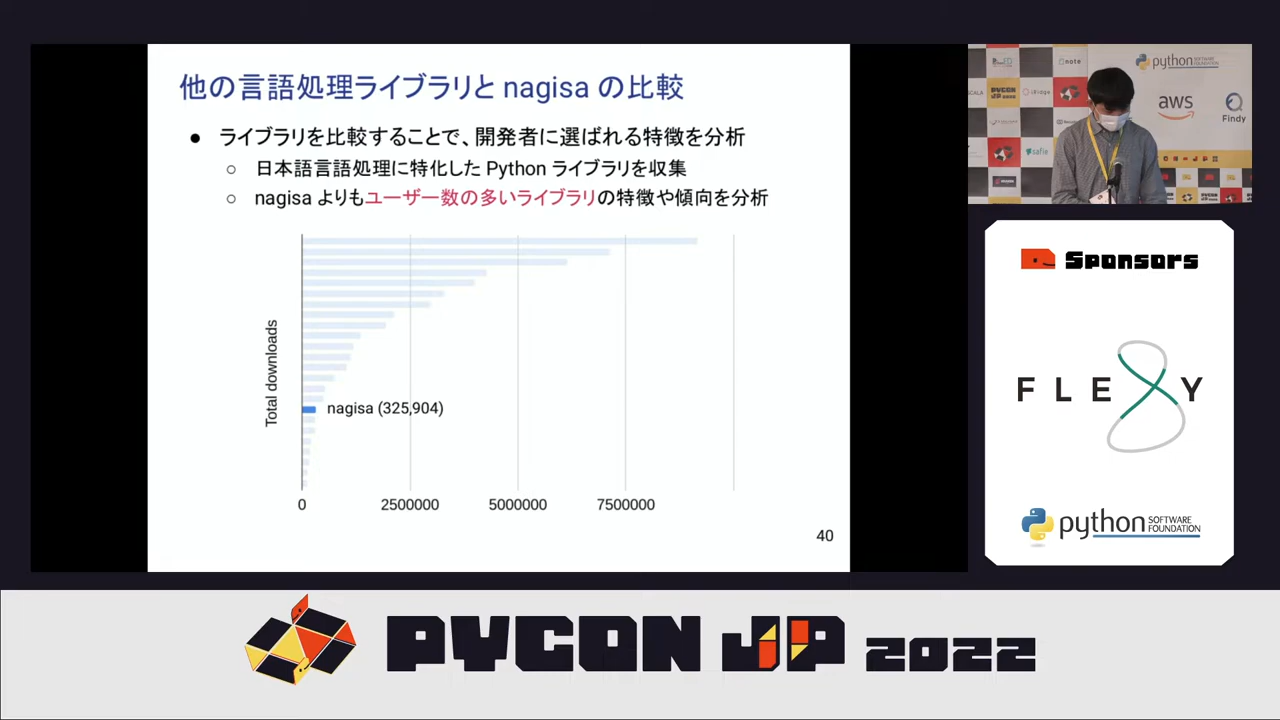 他の言語処理ライブラリと nagisa の比較
● ライブラリを比較することで、開発者に選ばれる特徴を分析
○ 日本語言語処理に特化した Python ライブラリを収集
○ nagisa よりもユーザー数の多いライブラリの特徴や傾向を分析
Total downloads
nagisa (325,904)
0
2500000
5000000
7500000
40
note
python
SOFTWARE FOUNDATION
aws
Findy
safie
Sponsors
FLEXY
python
SOFTWARE
FOUNDATION
PYCON JP 2022